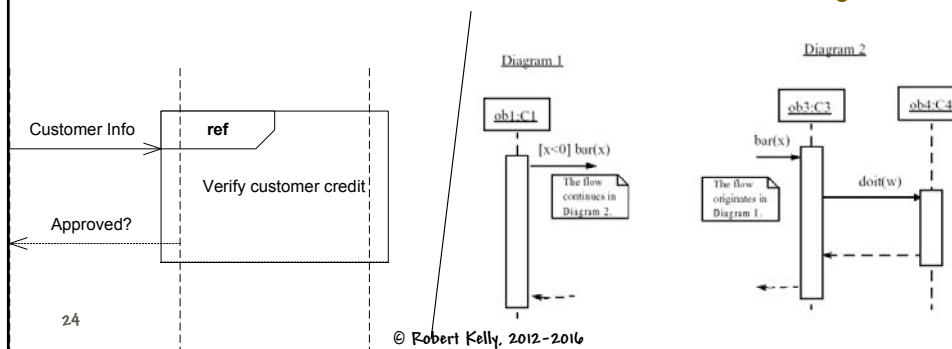 Diagram 1
Diagram 2
ob1:C1
ob3:C3
ob4:C4
Customer Info
ref
[x<0] bar(x)
bar(x)
Verify customer credit
The flow
continues in
Diagram 2.
The flow
originates in
Diagram 1.
doit(w)
Approved?
24
© Robert Kelly, 2012-2016